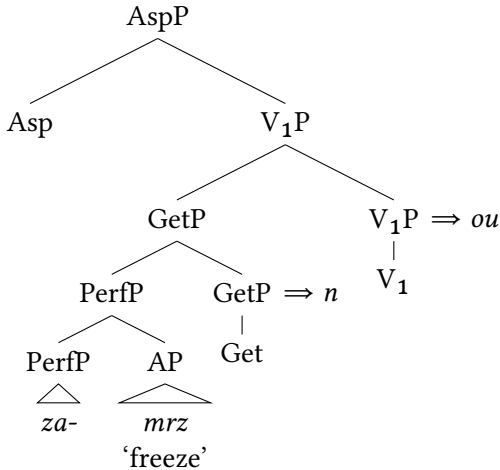 AspP
Asp V₁P
GetP V₁P ⇒ ou
PerfP GetP ⇒ n V₁
PerfP AP Get
za- mrz
‘freeze’